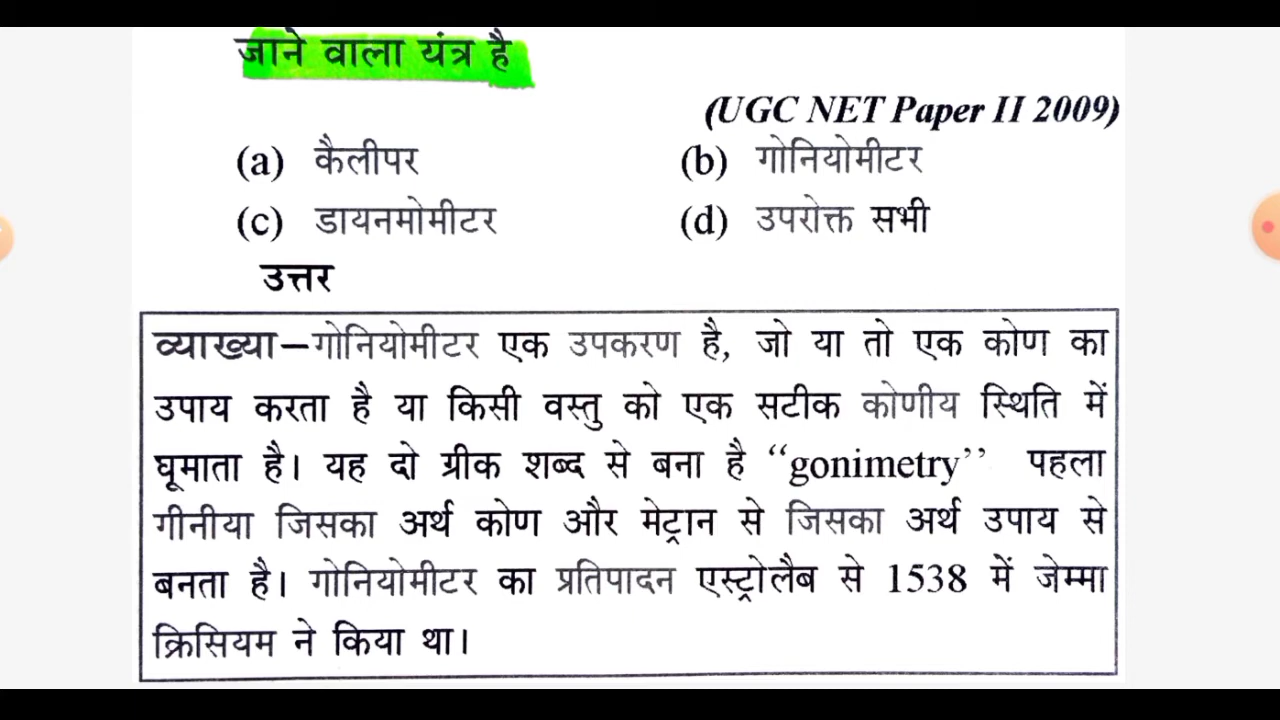 जाने वाला यंत्र है
(UGC NET Paper II 2009)
(a) कैलीपर (b) गोनियोमीटर
(c) डायनमोमीटर (d) उपरोक्त सभी
उत्तर
व्याख्या–गोनियोमीटर एक उपकरण है, जो या तो एक कोण का
उपाय करता है या किसी वस्तु को एक सटीक कोणीय स्थिति में
घूमाता है। यह दो ग्रीक शब्द से बना है ‘‘gonimetry’’ पहला
गीनीया जिसका अर्थ कोण और मेट्रान से जिसका अर्थ उपाय से
बनता है। गोनियोमीटर का प्रतिपादन एस्ट्रोलैब से 1538 में जेम्मा
क्रिसियम ने किया था।